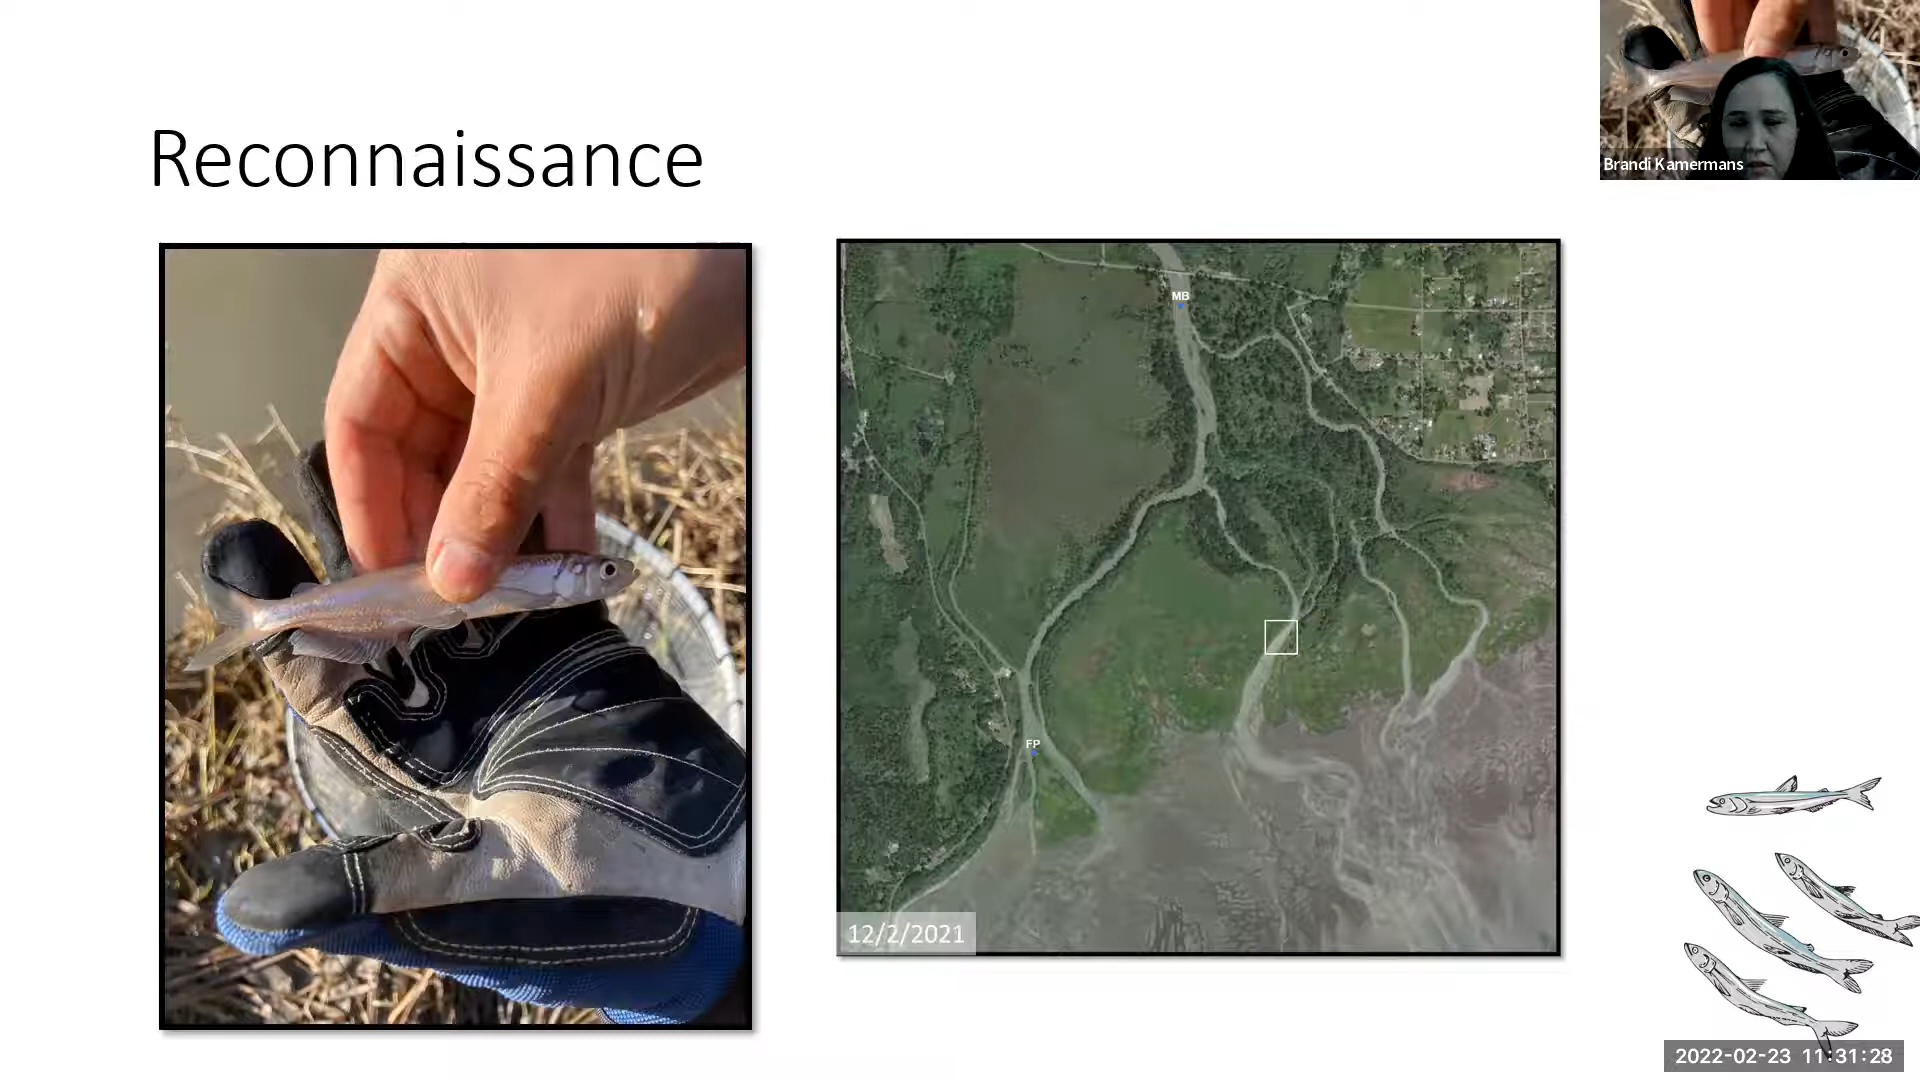 Reconnaissance
Brandi Kamermans
MB
FP
12/2/2021
2022-02-23 11:31:28